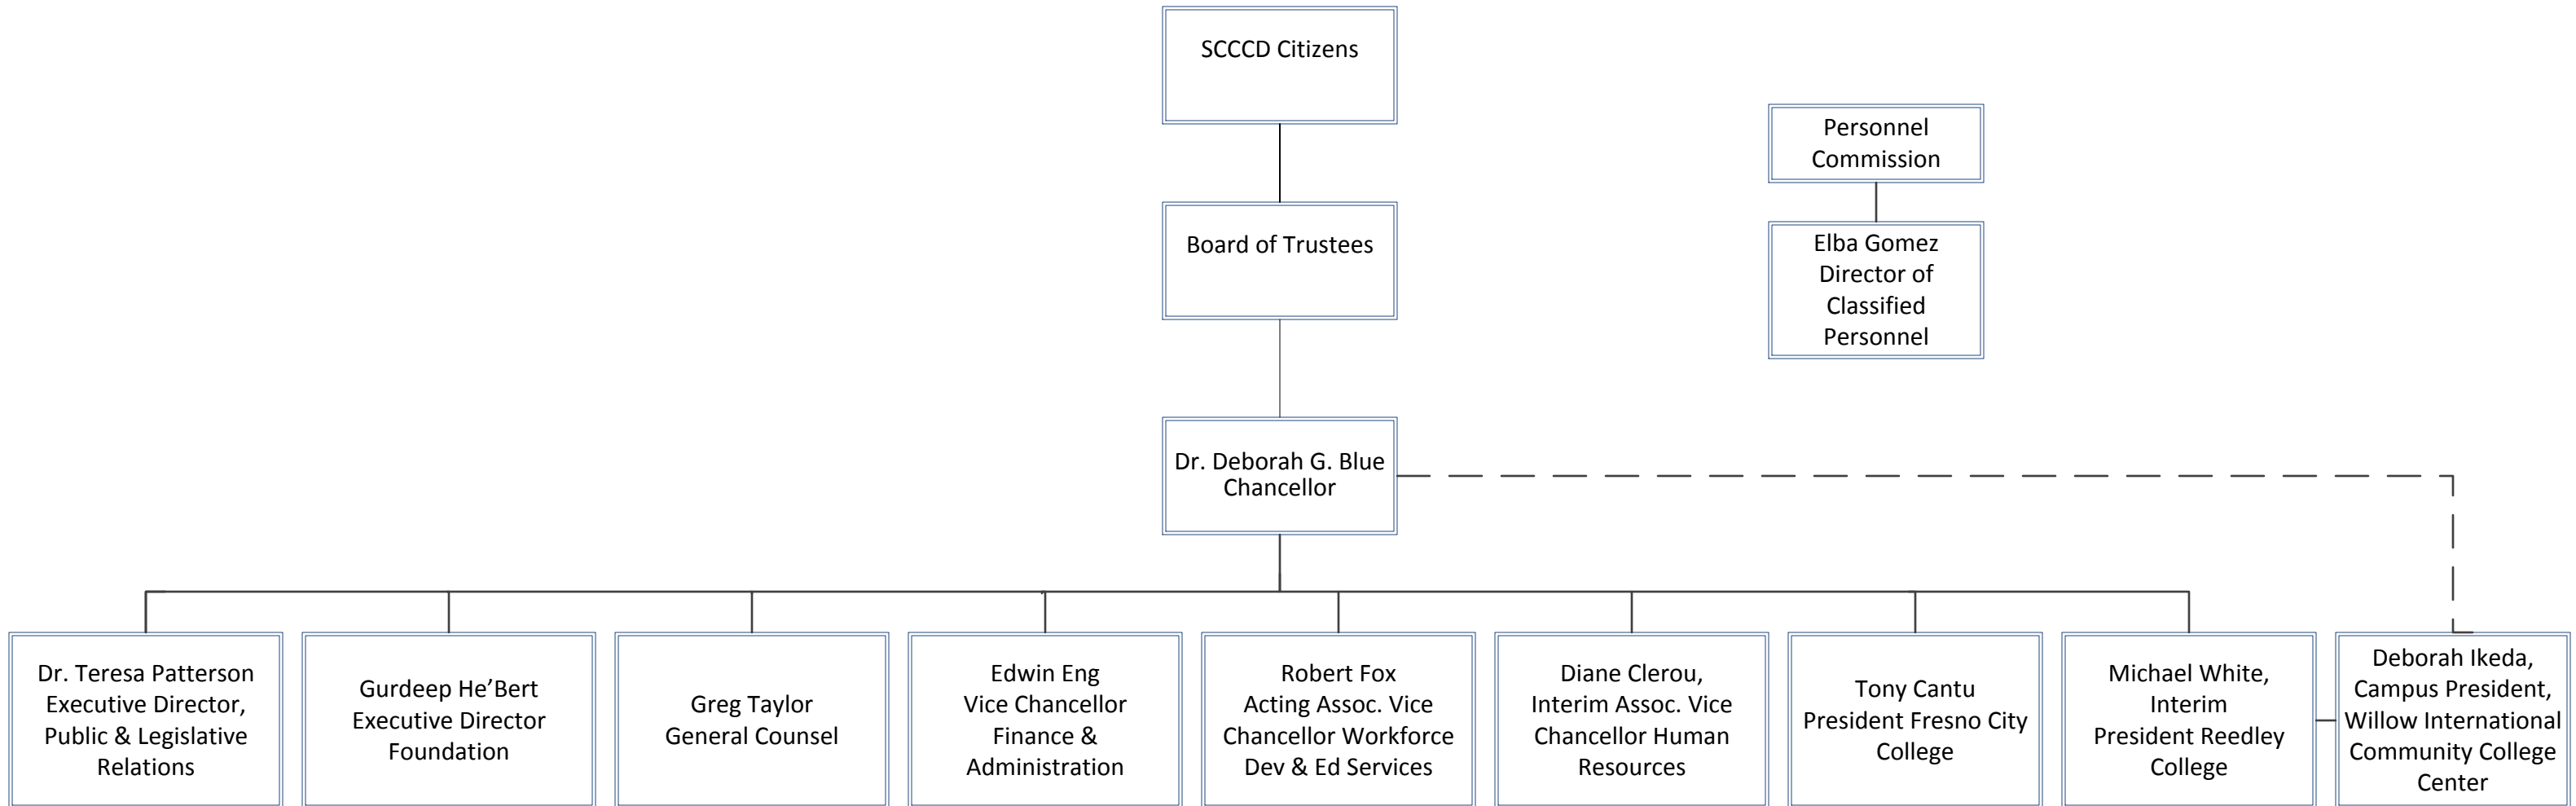 SCCCD Citizens
Personnel
Commission
Board of Trustees
Elba Gomez
Director of
Classified
Personnel
Dr. Deborah G. Blue
Chancellor
Dr. Teresa Patterson
Executive Director,
Public & Legislative
Relations
Gurdeep He’Bert
Executive Director
Foundation
Greg Taylor
General Counsel
Edwin Eng
Vice Chancellor
Finance &
Administration
Robert Fox
Acting Assoc. Vice
Chancellor Workforce
Dev & Ed Services
Diane Clerou,
Interim Assoc. Vice
Chancellor Human
Resources
Tony Cantu
President Fresno City
College
Michael White,
Interim
President Reedley
College
Deborah Ikeda,
Campus President,
Willow International
Community College
Center